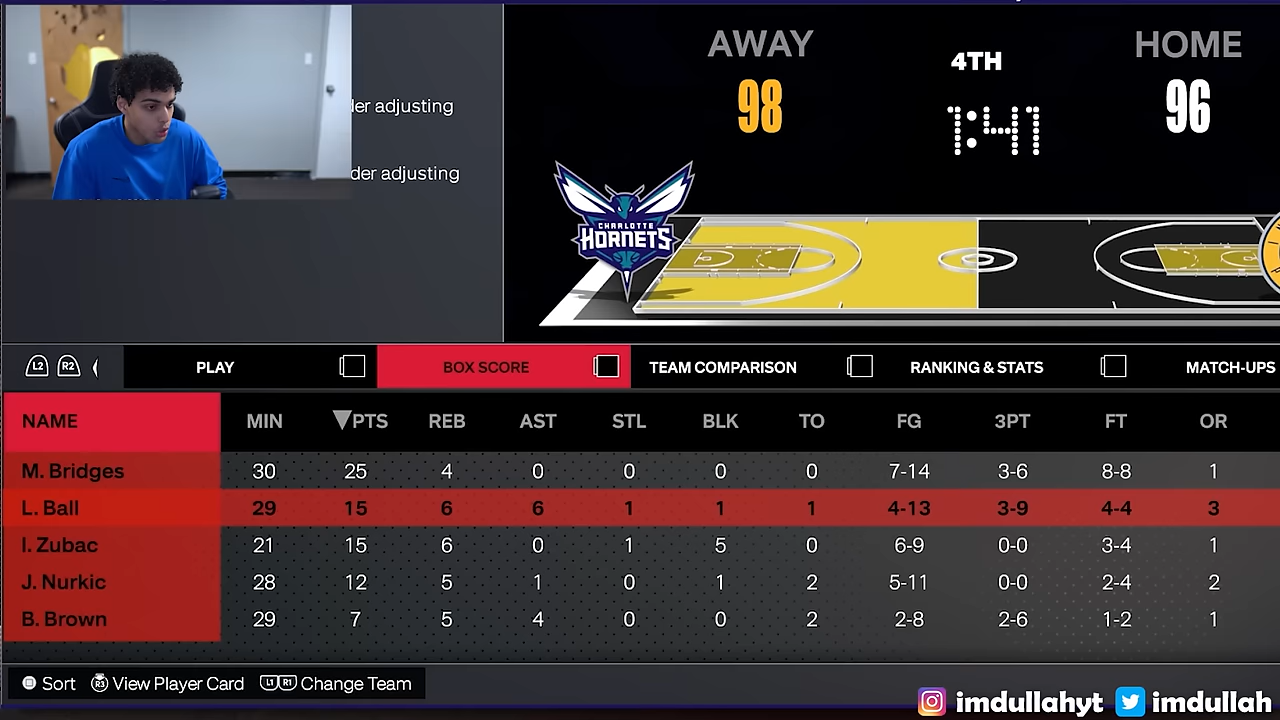 ler adjusting
der adjusting
AWAY
98
4TH
1:41
HOME
96
CHARLOTTE
HORNETS
L2 R2
PLAY
BOX SCORE
TEAM COMPARISON
RANKING & STATS
MATCH-UPS
NAME MIN PTS REB AST STL BLK TO FG 3PT FT OR
M. Bridges 30 25 4 0 0 0 0 7-14 3-6 8-8 1
L. Ball 29 15 6 6 1 1 1 4-13 3-9 4-4 3
I. Zubac 21 15 6 0 1 5 0 6-9 0-0 3-4 1
J. Nurkic 28 12 5 1 0 1 2 5-11 0-0 2-4 2
B. Brown 29 7 5 4 0 0 2 2-8 2-6 1-2 1
Sort R3 View Player Card L1 R1 Change Team
imdullahyt imdullah